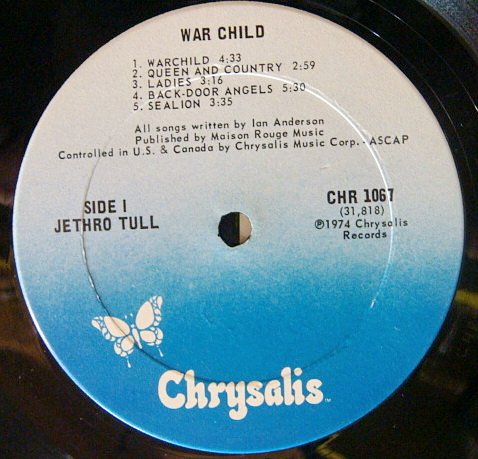 WAR CHILD
1. WARCHILD 4:33
2. QUEEN AND COUNTRY 2:59
3. LADIES 3:16
4. BACK-DOOR ANGELS 5:30
5. SEALION 3:35
All songs written by Ian Anderson
Published by Maison Rouge Music
Controlled in U.S. & Canada by Chrysalis Music Corp. - ASCAP
SIDE I
JETHRO TULL
CHR 1067
(31,818)
℗1974 Chrysalis
Records
Chrysalis™